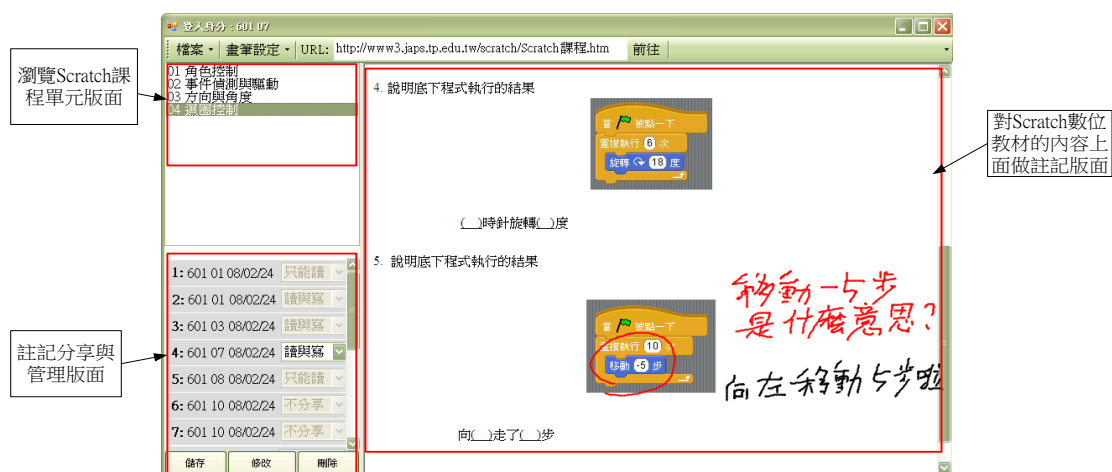 登入身分 : 601 07
檔案 畫筆設定 URL: http://www3.japs.tp.edu.tw/scratch/Scratch課程.htm 前往
瀏覽Scratch課
程單元版面
01 角色控制
02 事件偵測與驅動
03 方向與角度
04 迴圈控制
4. 說明底下程式執行的結果
當 被點一下
重複執行 6 次
旋轉 18 度
(__)時針旋轉(__)度
對Scratch數位
教材的內容上
面做註記版面
5. 說明底下程式執行的結果
當 被點一下
重複執行 10 次
移動 -5 步
移動-5步
是什麼意思?
向左移動5步啦
向(__)走了(__)步
註記分享與
管理版面
1: 601 01 08/02/24 只能讀
2: 601 01 08/02/24 讀與寫
3: 601 03 08/02/24 讀與寫
4: 601 07 08/02/24 讀與寫
5: 601 08 08/02/24 只能讀
6: 601 10 08/02/24 不分享
7: 601 10 08/02/24 不分享
儲存 修改 刪除